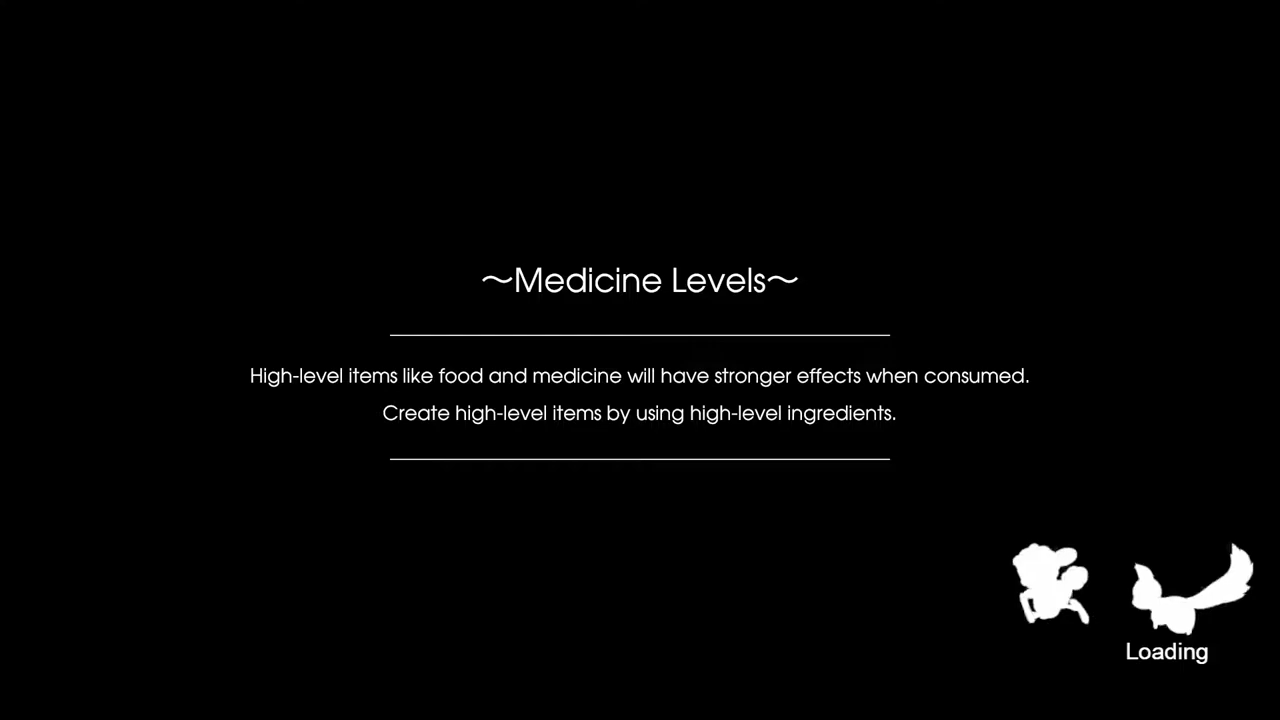 ～Medicine Levels～
High-level items like food and medicine will have stronger effects when consumed.
Create high-level items by using high-level ingredients.
Loading